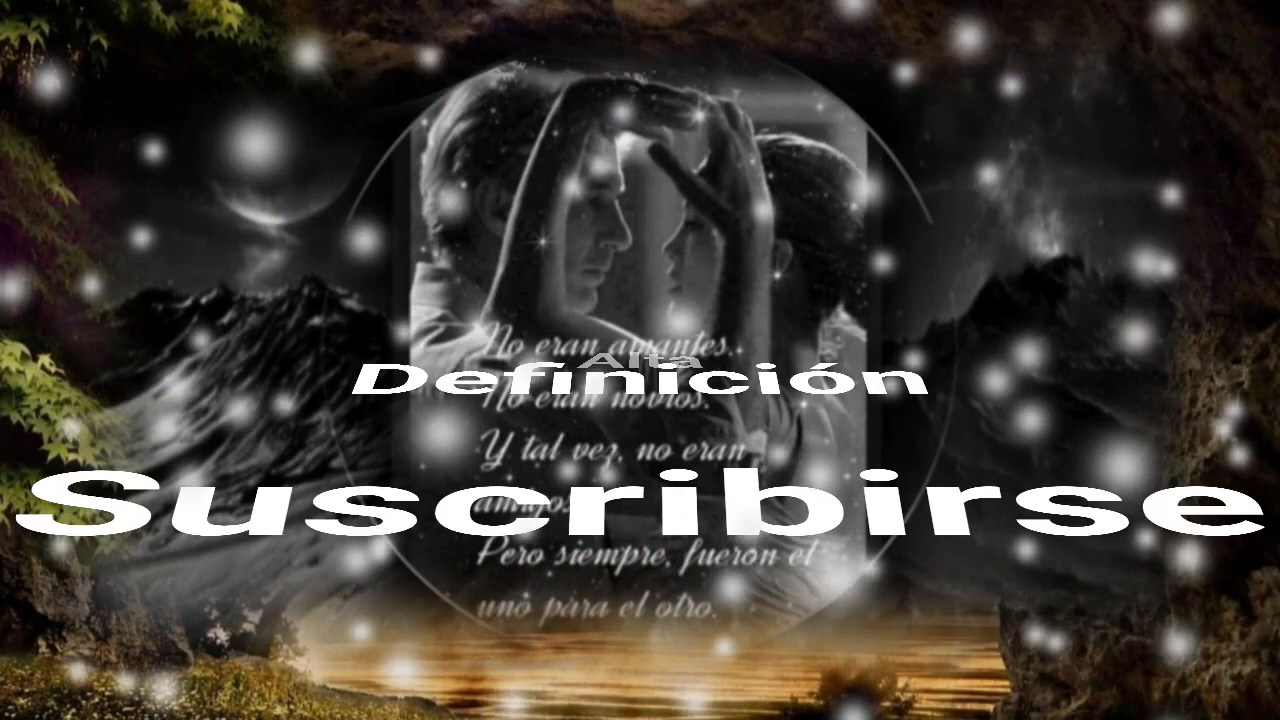 No eran amantes.
Alta
Definición
No eran novios.
Y tal vez, no eran
amigos.
Suscribirse
Pero siempre, fueron el
uno para el otro.